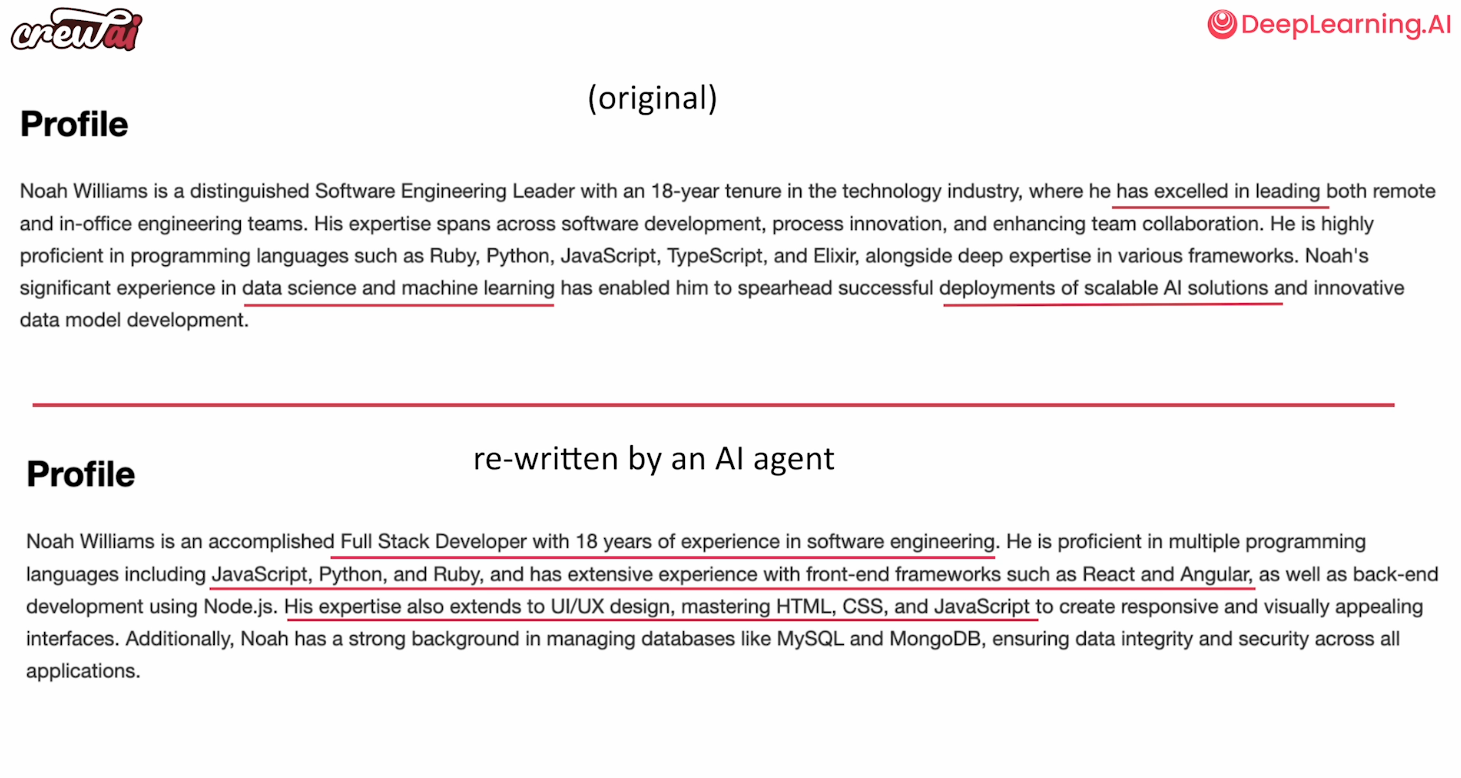 crewai
DeepLearning.AI
(original)
Profile
Noah Williams is a distinguished Software Engineering Leader with an 18-year tenure in the technology industry, where he has excelled in leading both remote
and in-office engineering teams. His expertise spans across software development, process innovation, and enhancing team collaboration. He is highly
proficient in programming languages such as Ruby, Python, JavaScript, TypeScript, and Elixir, alongside deep expertise in various frameworks. Noah's
significant experience in data science and machine learning has enabled him to spearhead successful deployments of scalable AI solutions and innovative
data model development.
re-written by an AI agent
Profile
Noah Williams is an accomplished Full Stack Developer with 18 years of experience in software engineering. He is proficient in multiple programming
languages including JavaScript, Python, and Ruby, and has extensive experience with front-end frameworks such as React and Angular, as well as back-end
development using Node.js. His expertise also extends to UI/UX design, mastering HTML, CSS, and JavaScript to create responsive and visually appealing
interfaces. Additionally, Noah has a strong background in managing databases like MySQL and MongoDB, ensuring data integrity and security across all
applications.